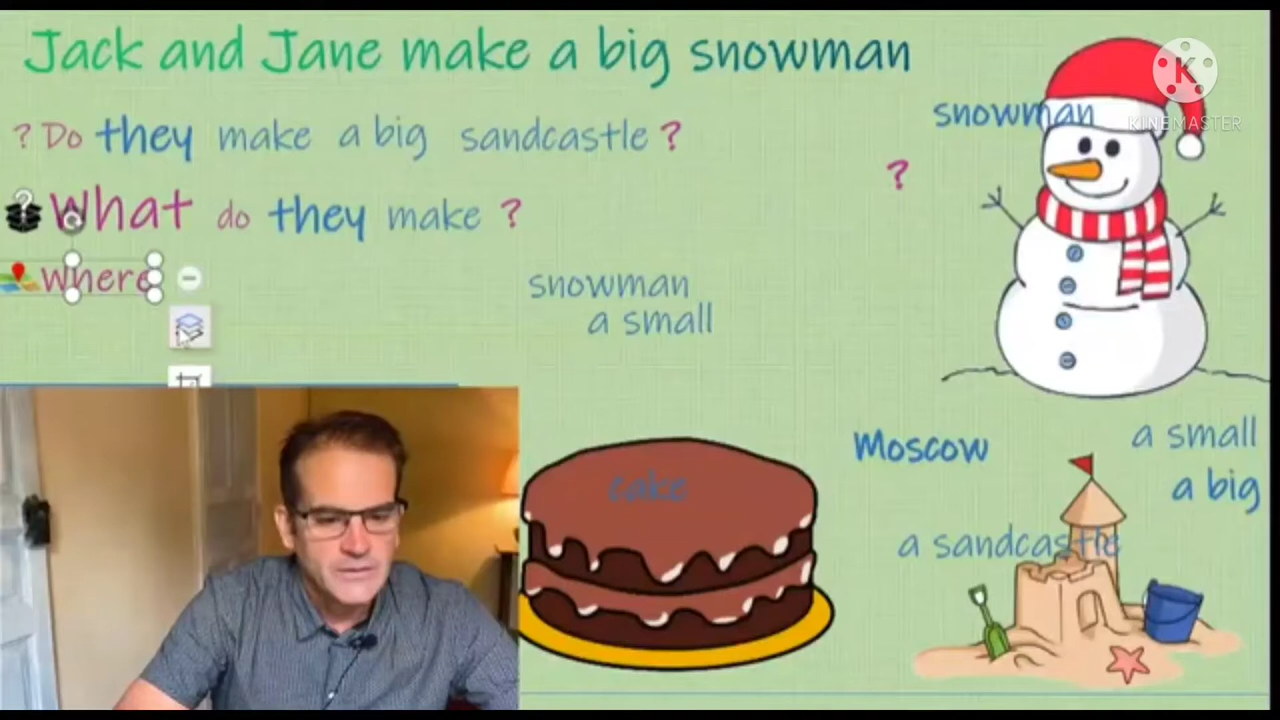 Jack and Jane make a big snowman
snowman
KINEMASTER
? Do they make a big sandcastle ?
?
What do they make ?
Where
snowman
a small
Moscow
a small
a big
cake
a sandcastle